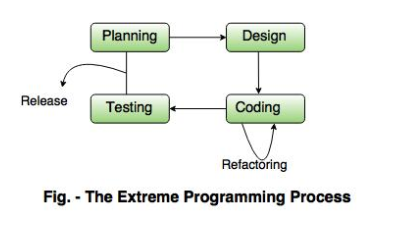 Planning
Design
Release
Testing
Coding
Refactoring
Fig. - The Extreme Programming Process